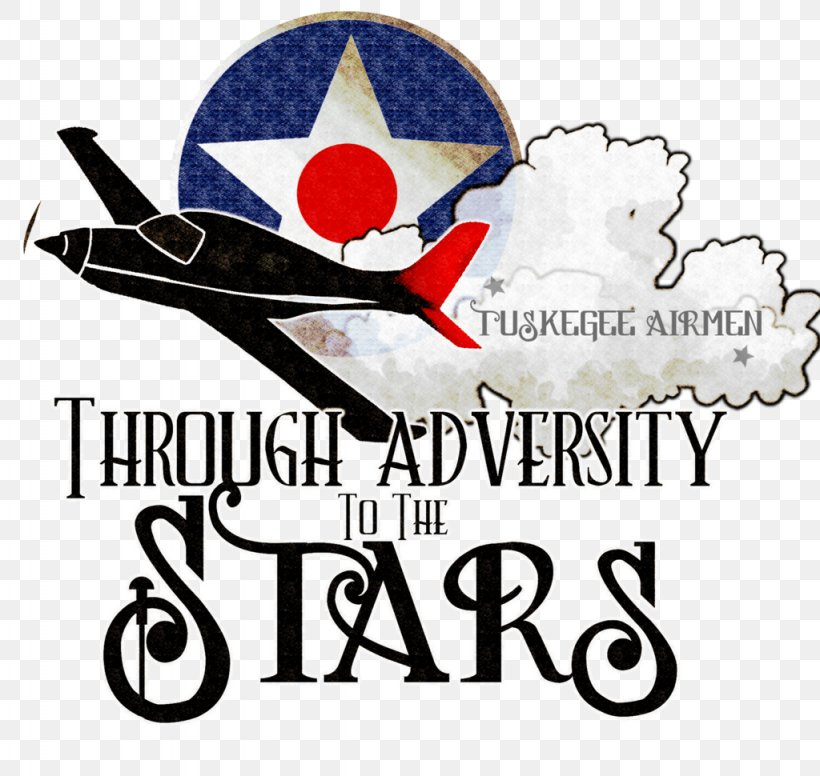 TUSKEGEE AIRMEN
THROUGH ADVERSITY
TO THE
STARS